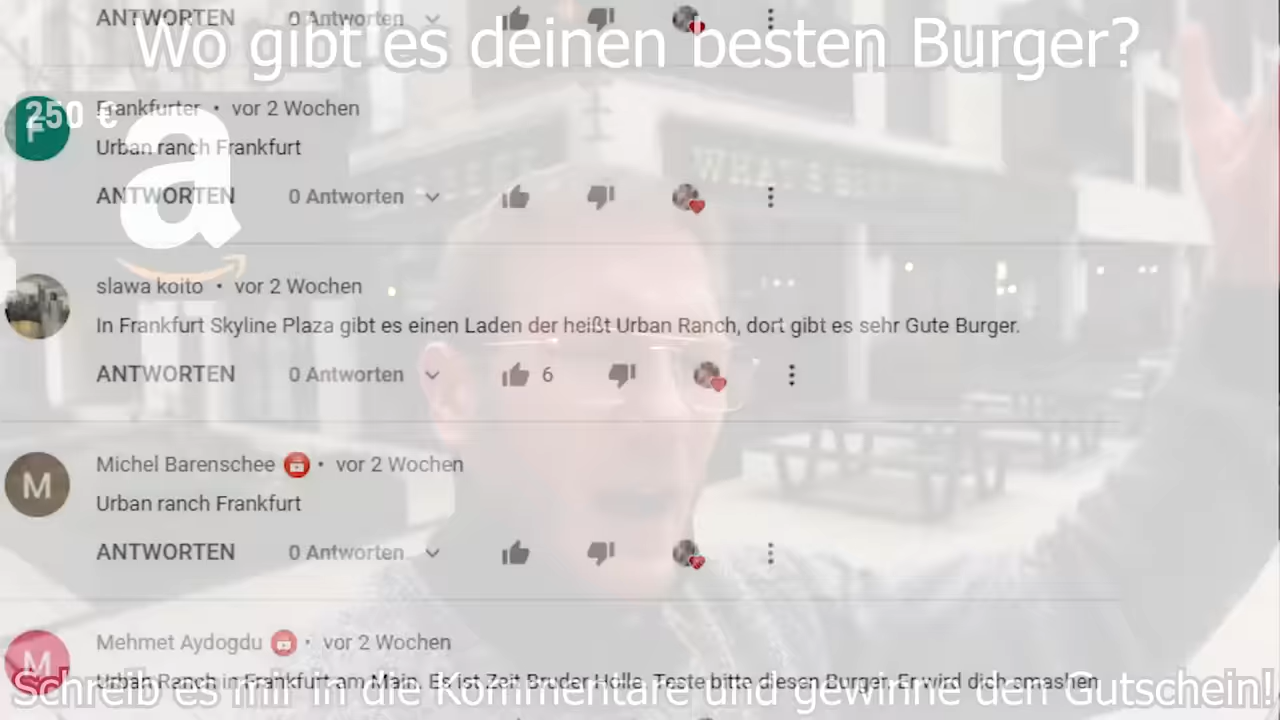 ANTWORTEN 0 Antworten
Wo gibt es deinen besten Burger?
250 €
F
Frankfurter • vor 2 Wochen
Urban ranch Frankfurt
a
ANTWORTEN 0 Antworten
WHAT'S
slawa koito • vor 2 Wochen
In Frankfurt Skyline Plaza gibt es einen Laden der heißt Urban Ranch, dort gibt es sehr Gute Burger.
ANTWORTEN 0 Antworten 6
M
Michel Barenschee • vor 2 Wochen
Urban ranch Frankfurt
ANTWORTEN 0 Antworten
M
Mehmet Aydogdu • vor 2 Wochen
Urban Ranch in Frankfurt am Main. Es ist Zeit Bruder Holle. Teste bitte diesen Burger. Er wird dich smashen
Schreib es mir in die Kommentare und gewinne den Gutschein!